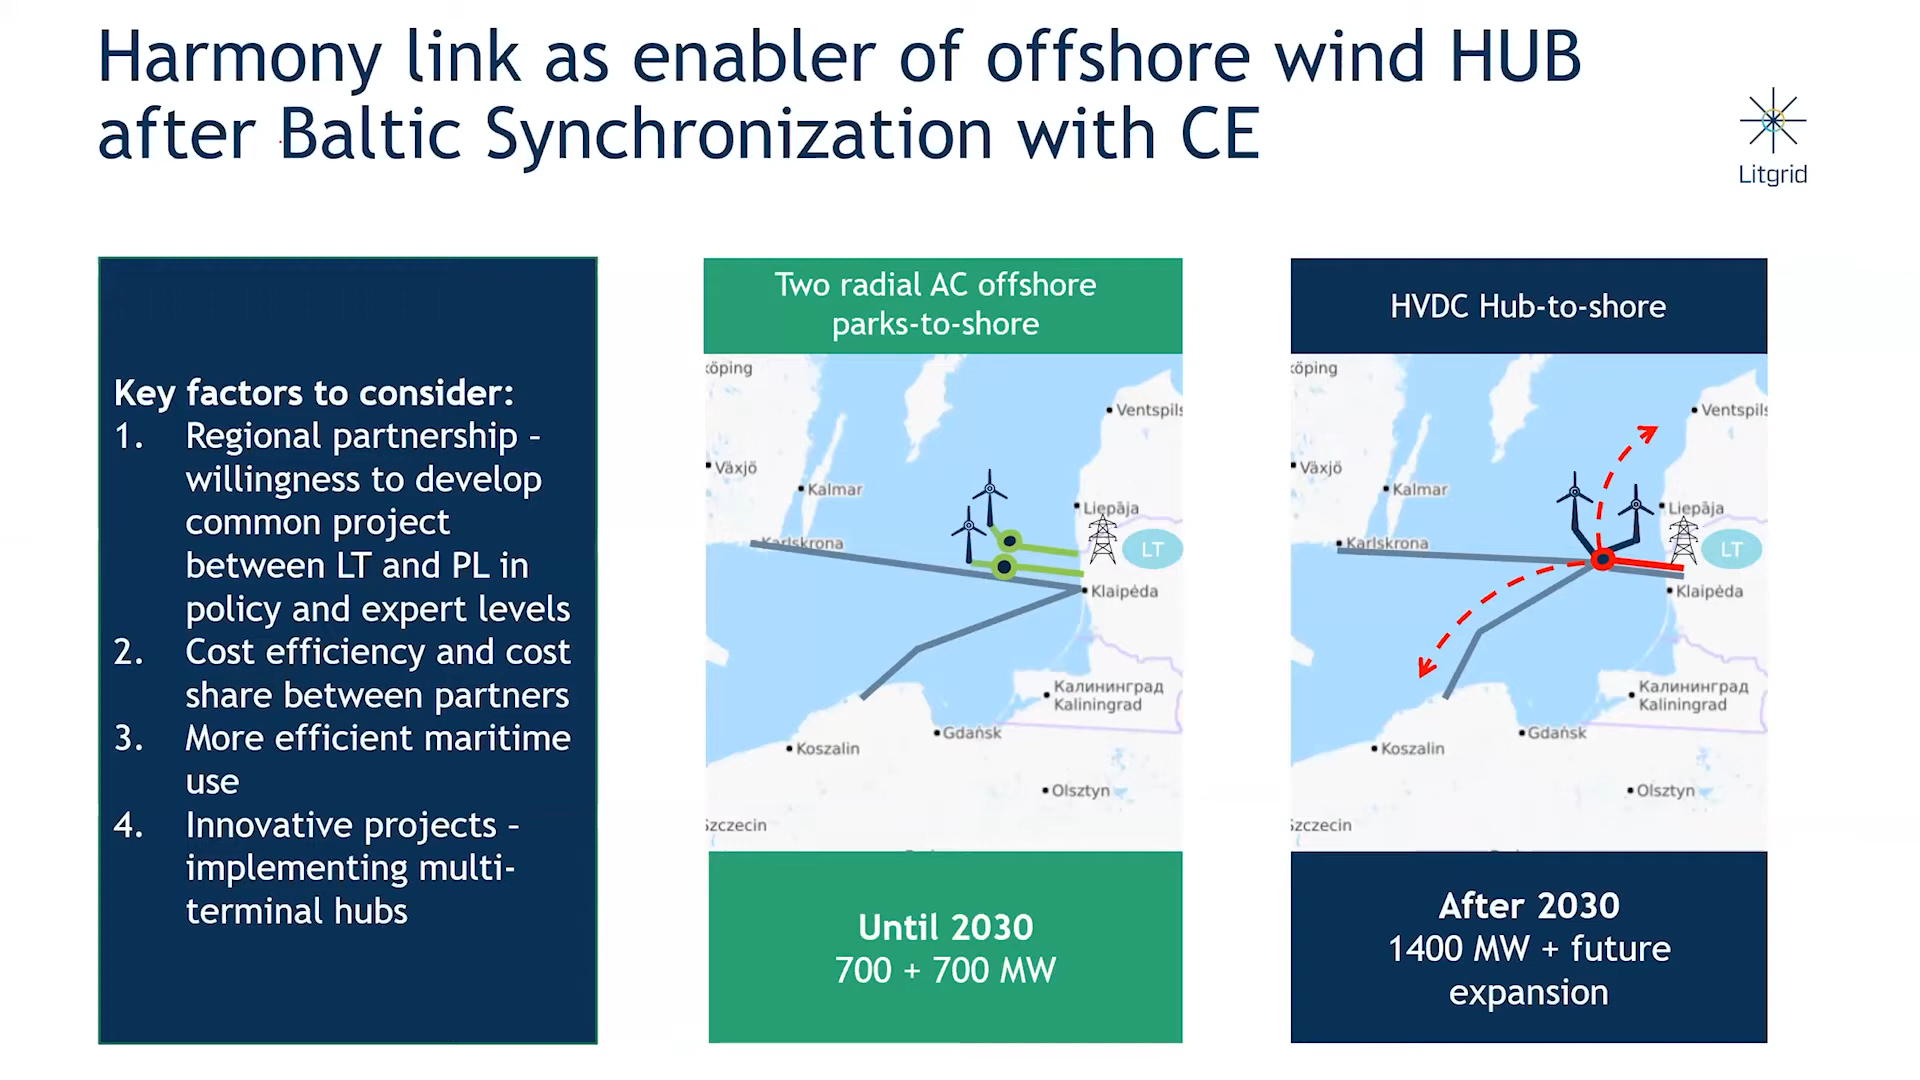 Harmony link as enabler of offshore wind HUB
after Baltic Synchronization with CE
Litgrid
Key factors to consider:
1. Regional partnership –
willingness to develop
common project
between LT and PL in
policy and expert levels
2. Cost efficiency and cost
share between partners
3. More efficient maritime
use
4. Innovative projects –
implementing multi-
terminal hubs
Two radial AC offshore
parks-to-shore
köping
Ventspils
Växjö
Kalmar
Liepāja
Karlskrona
LT
Klaipėda
Калининград
Kaliningrad
Gdańsk
Koszalin
Olsztyn
Szczecin
Until 2030
700 + 700 MW
HVDC Hub-to-shore
köping
Ventspils
Växjö
Kalmar
Liepāja
Karlskrona
LT
Klaipėda
Калининград
Kaliningrad
Gdańsk
Koszalin
Olsztyn
Szczecin
After 2030
1400 MW + future
expansion